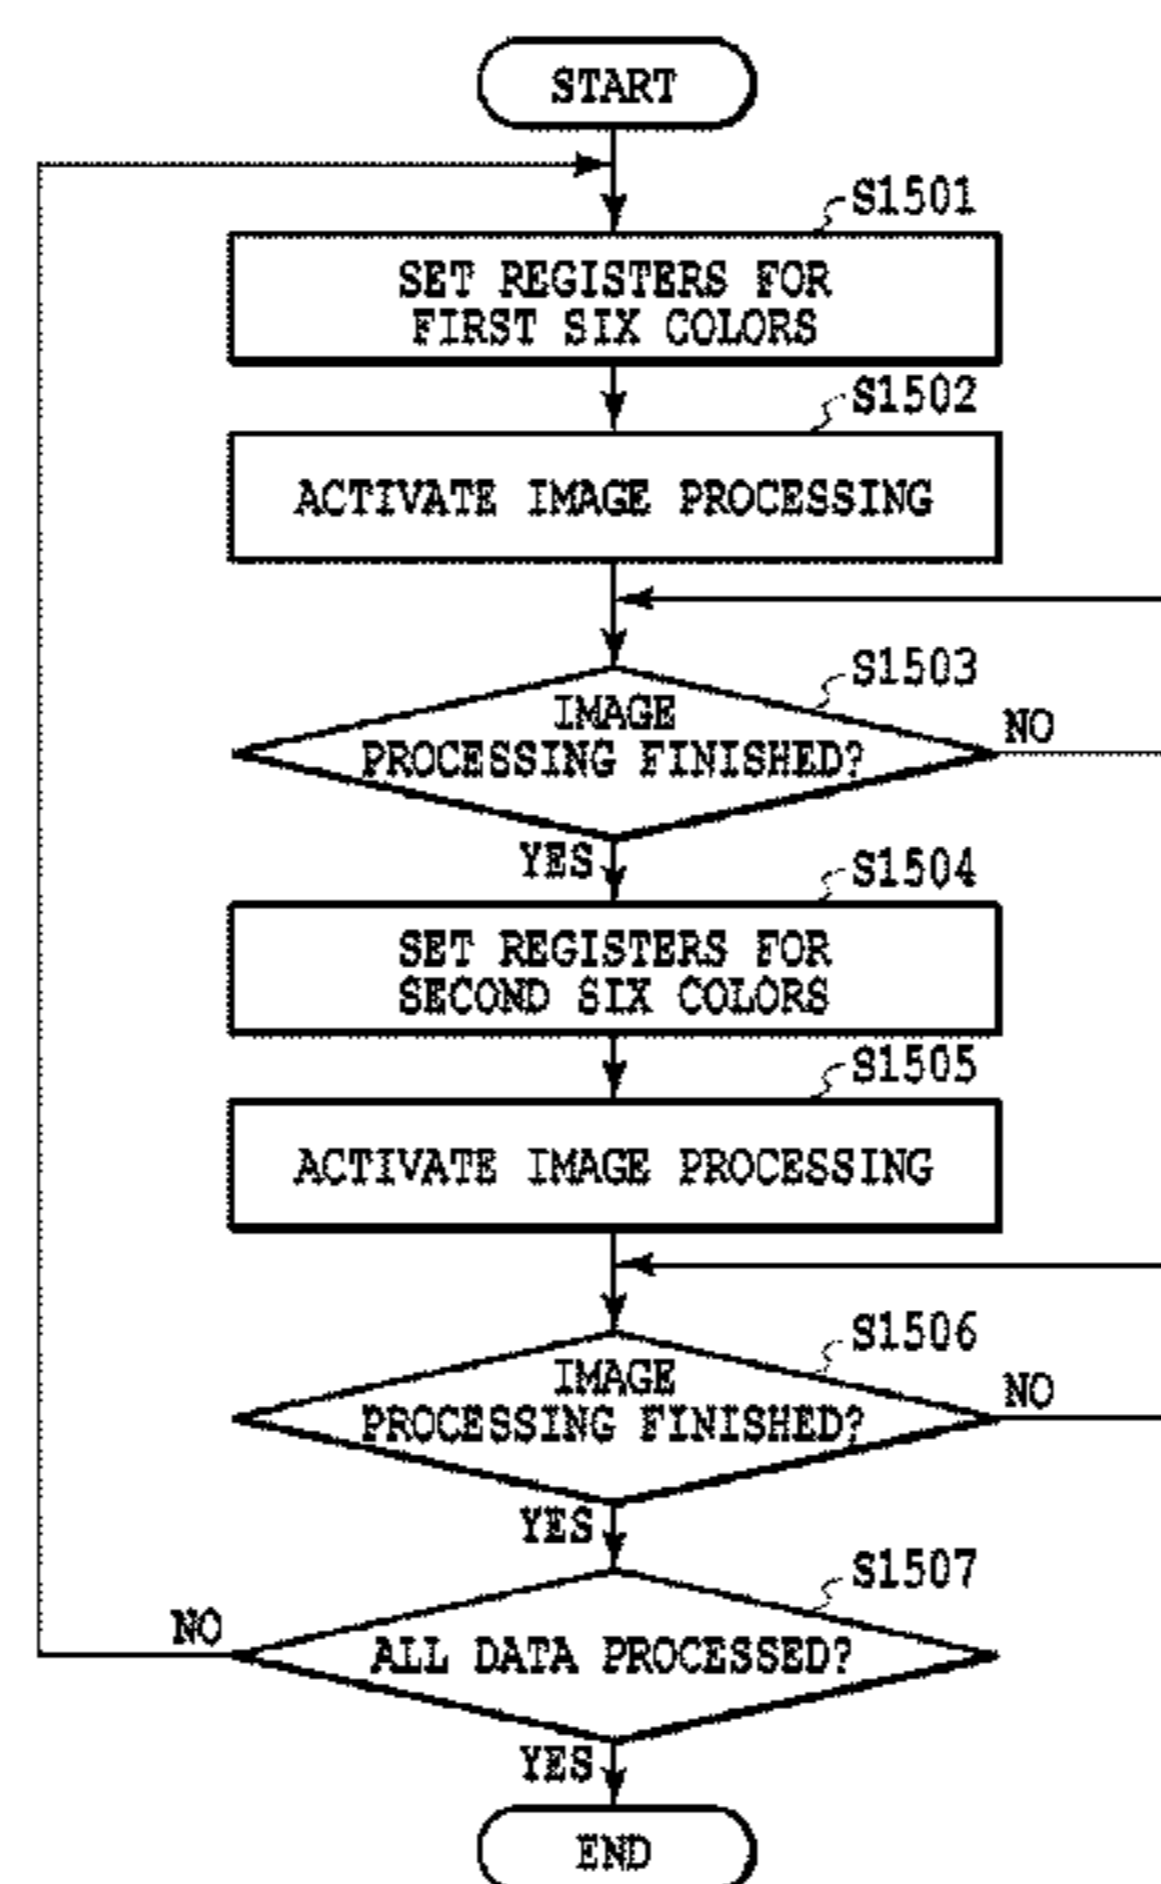 START
S1501
SET REGISTERS FOR
FIRST SIX COLORS
S1502
ACTIVATE IMAGE PROCESSING
S1503
IMAGE
PROCESSING FINISHED?
NO
YES
S1504
SET REGISTERS FOR
SECOND SIX COLORS
S1505
ACTIVATE IMAGE PROCESSING
S1506
IMAGE
PROCESSING FINISHED?
NO
YES
S1507
NO
ALL DATA PROCESSED?
YES
END